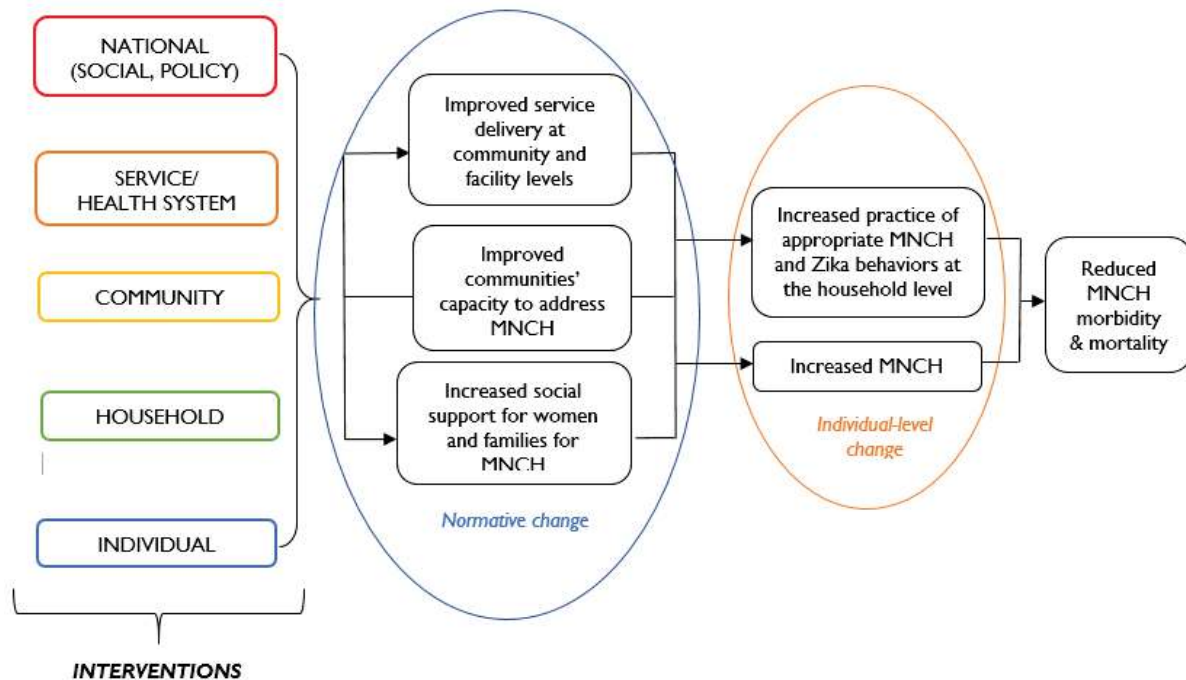 NATIONAL
(SOCIAL, POLICY)
SERVICE/
HEALTH SYSTEM
COMMUNITY
HOUSEHOLD
INDIVIDUAL
INTERVENTIONS
Improved service
delivery at
community and
facility levels
Improved
communities’
capacity to address
MNCH
Increased social
support for women
and families for
MNCH
Normative change
Increased practice of
appropriate MNCH
and Zika behaviors at
the household level
Increased MNCH
Individual-level
change
Reduced
MNCH
morbidity
& mortality